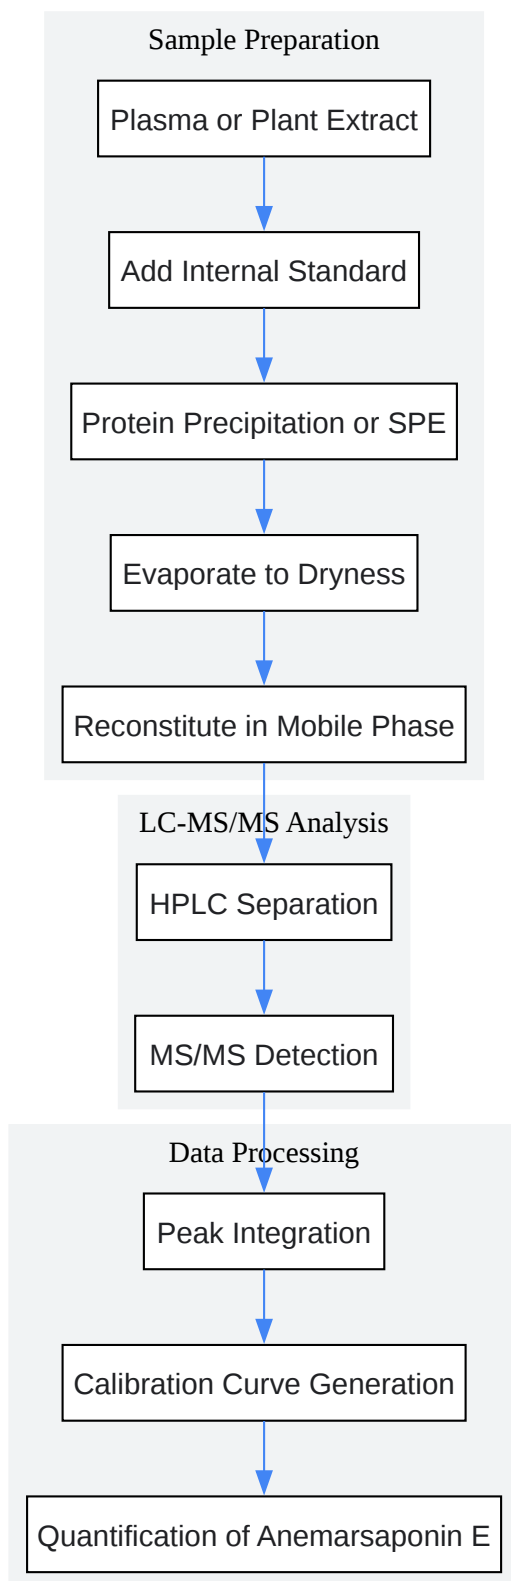 Sample Preparation
Plasma or Plant Extract
Add Internal Standard
Protein Precipitation or SPE
Evaporate to Dryness
Reconstitute in Mobile Phase
LC-MS/MS Analysis
HPLC Separation
MS/MS Detection
Data Processing
Peak Integration
Calibration Curve Generation
Quantification of Anemarsaponin E